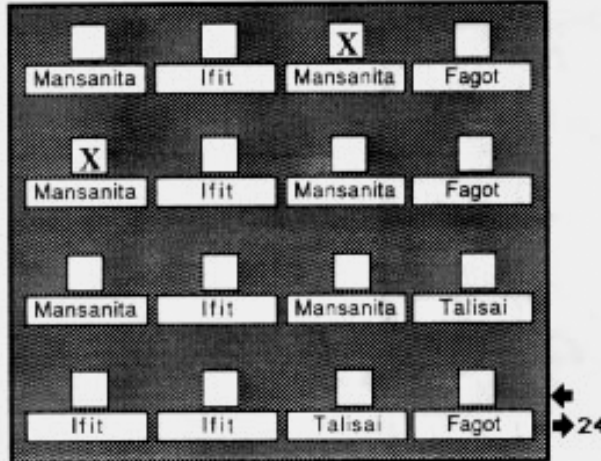 X
Mansanita Ifit Mansanita Fagot
X
Mansanita Ifit Mansanita Fagot
Mansanita Ifit Mansanita Talisai
Ifit Ifit Talisai Fagot
24